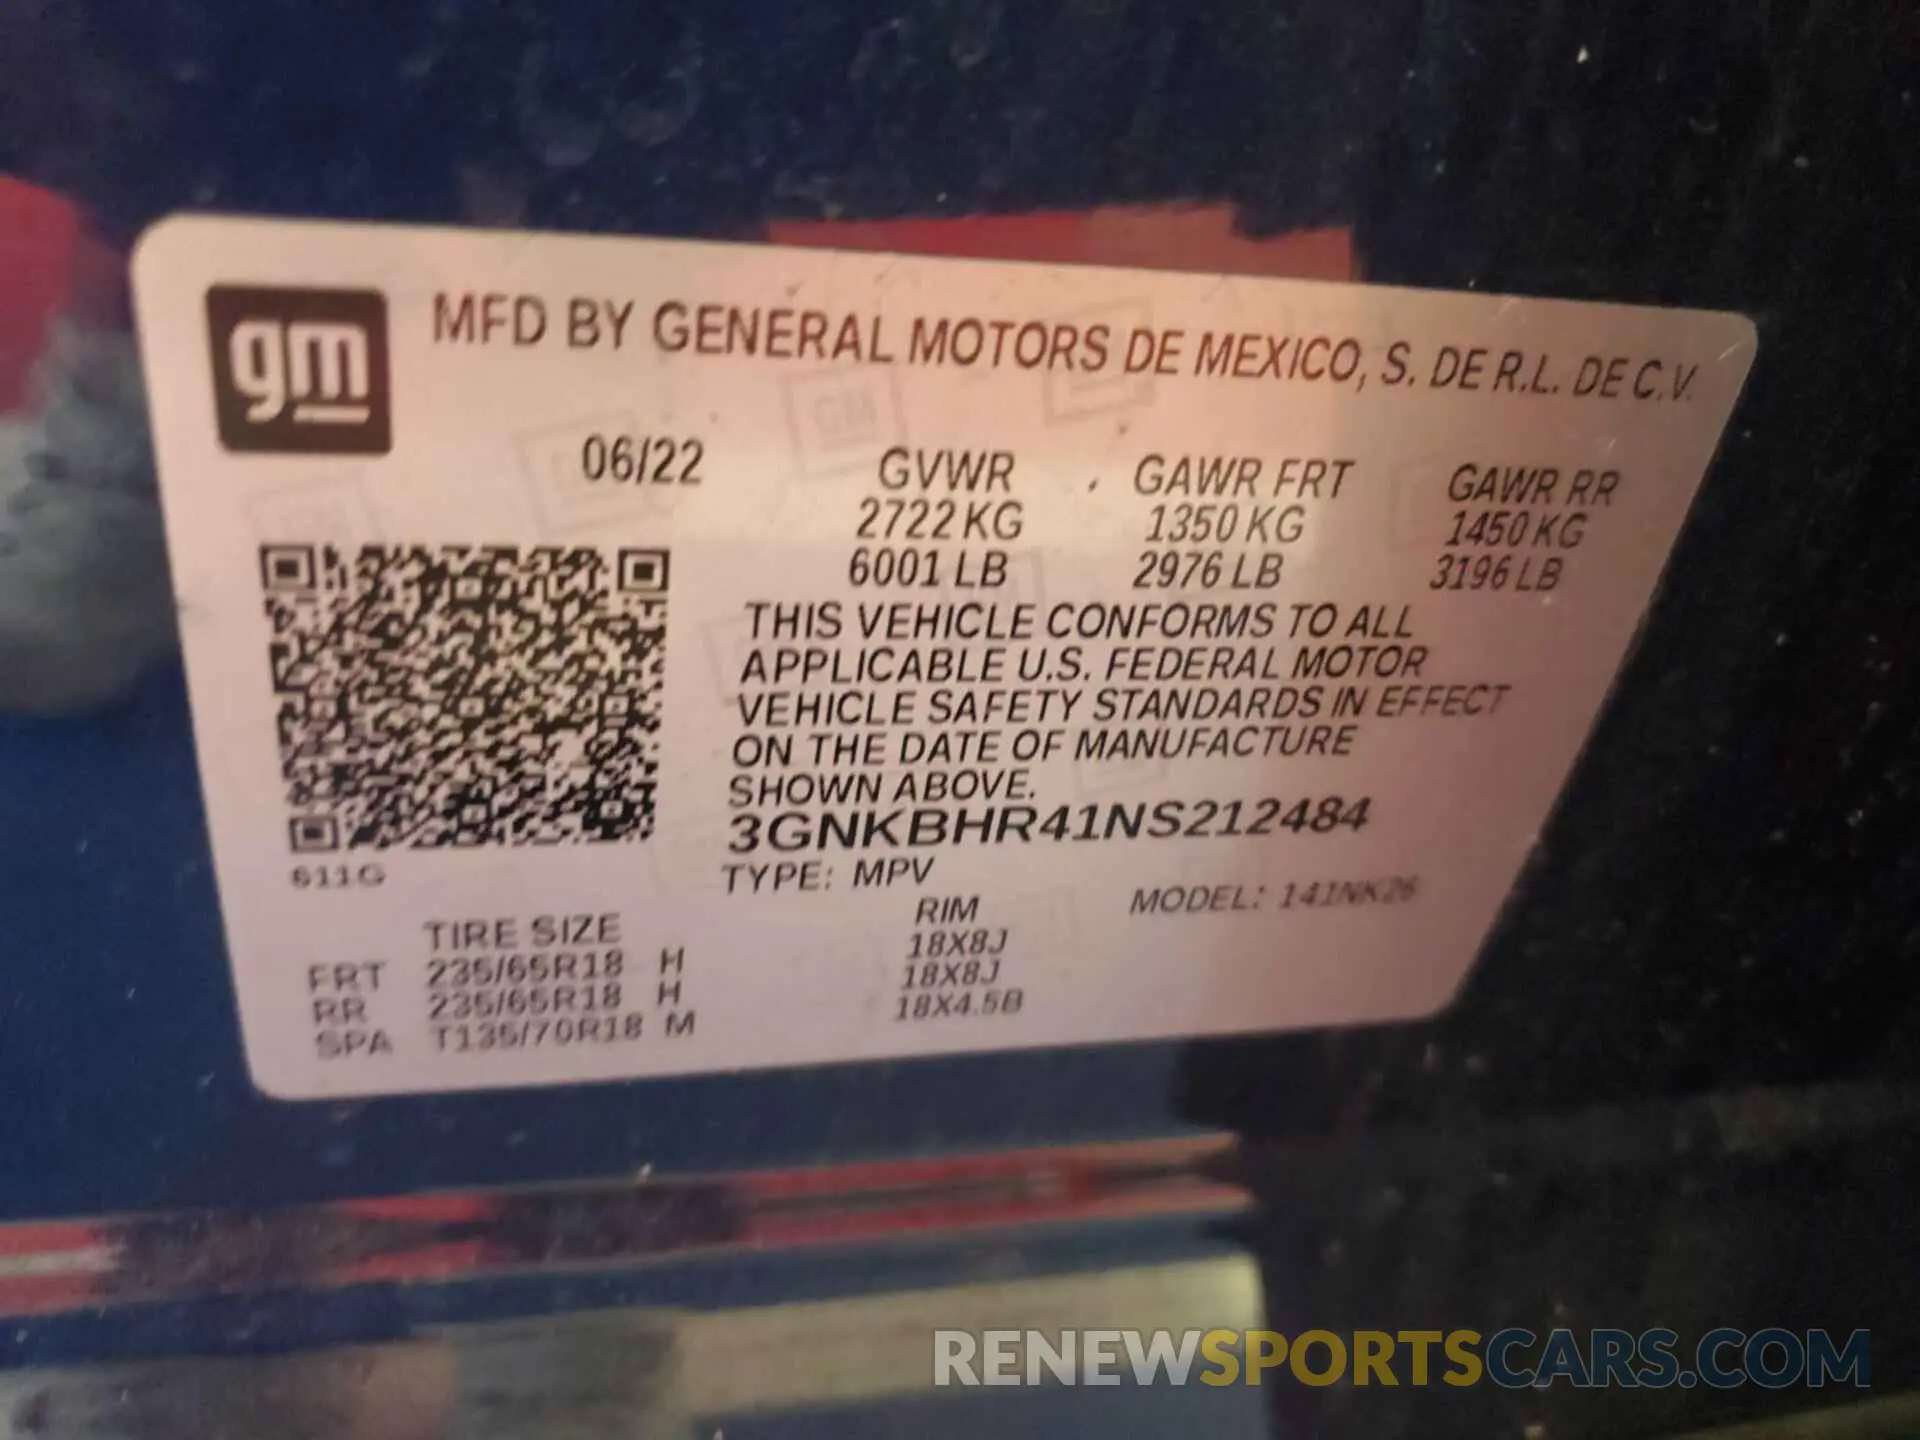 gm
MFD BY GENERAL MOTORS DE MEXICO, S. DE R.L. DE C.V.
06/22
GVWR GAWR FRT GAWR RR
2722 KG 1350 KG 1450 KG
6001 LB 2976 LB 3196 LB
THIS VEHICLE CONFORMS TO ALL
APPLICABLE U.S. FEDERAL MOTOR
VEHICLE SAFETY STANDARDS IN EFFECT
ON THE DATE OF MANUFACTURE
SHOWN ABOVE.
3GNKBHR41NS212484
611G
TYPE: MPV MODEL: 141NK26
TIRE SIZE RIM
FRT 235/65R18 H 18X8J
RR 235/65R18 H 18X8J
SPA T135/70R18 M 18X4.5B
RENEWSPORTSCARS.COM